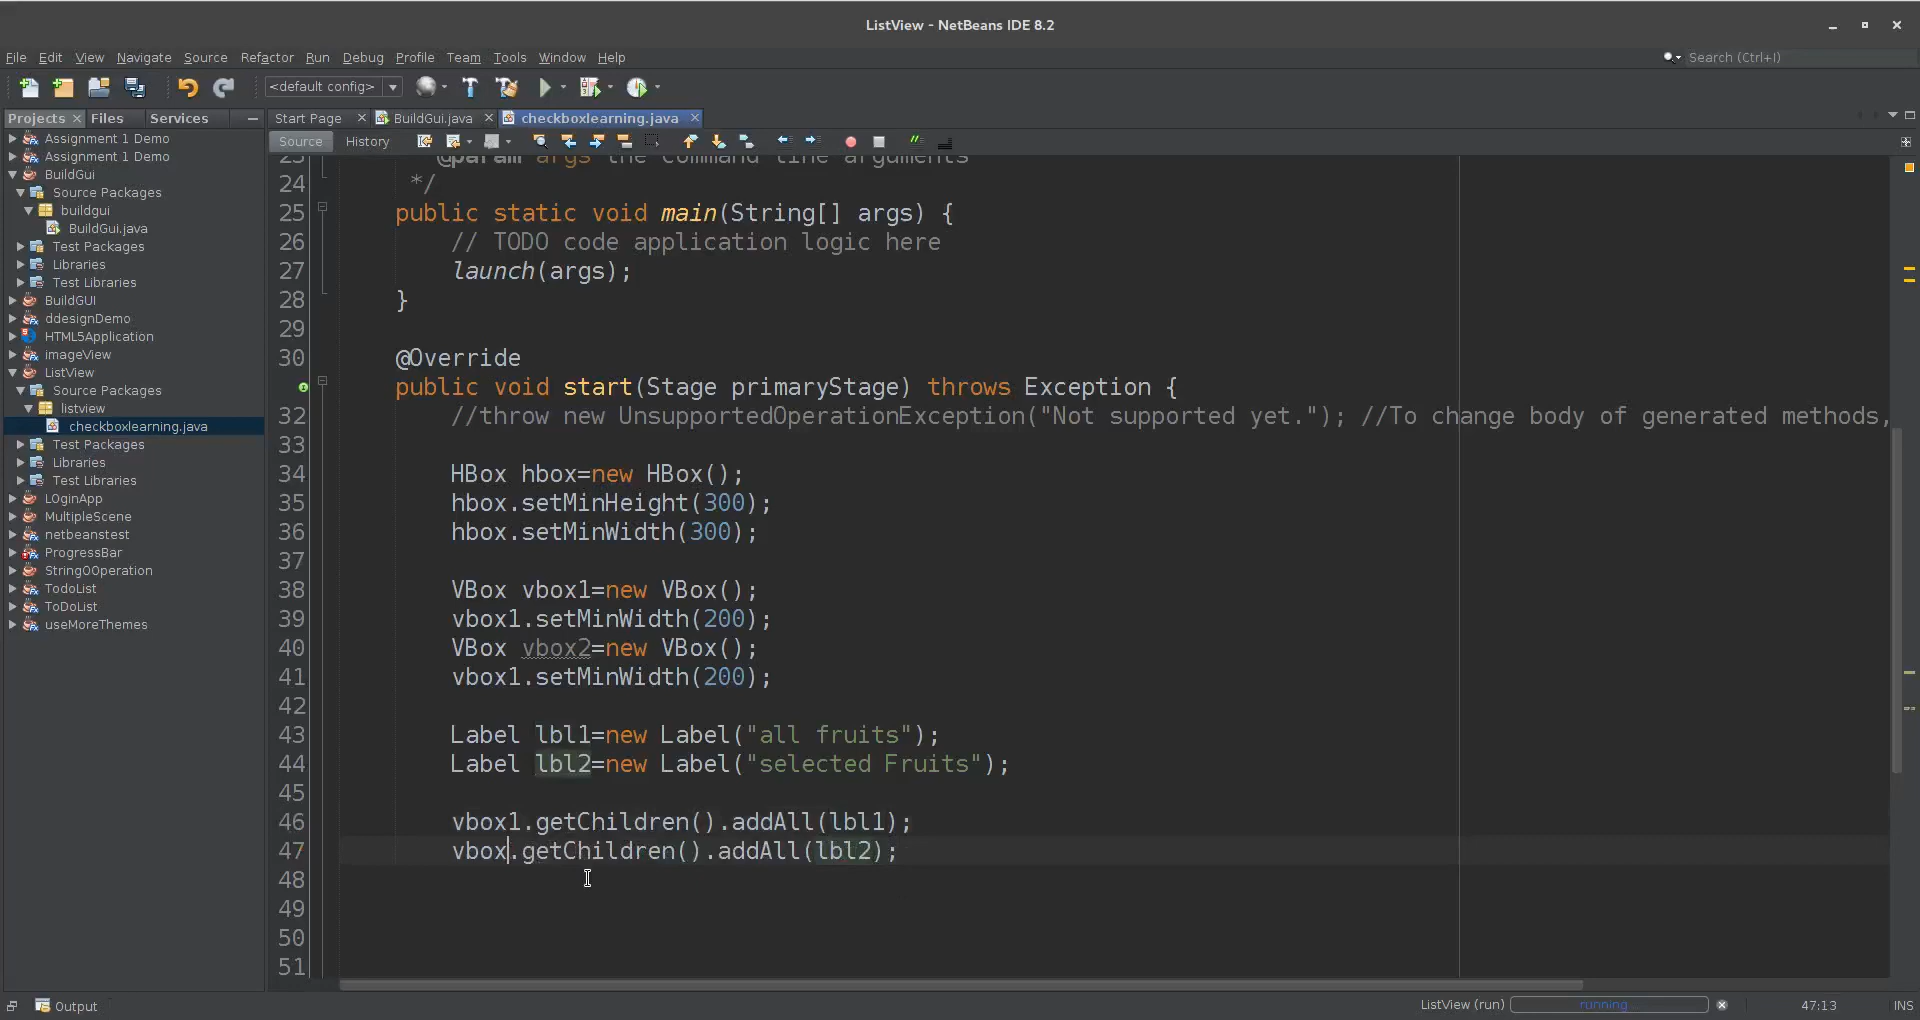 ListView - NetBeans IDE 8.2
File Edit View Navigate Source Refactor Run Debug Profile Team Tools Window Help
Search (Ctrl+I)
<default config>
Projects Files Services
Start Page BuildGui.java checkboxlearning.java
Source History
Assignment 1 Demo
Assignment 1 Demo
BuildGui
Source Packages
buildgui
BuildGui.java
Test Packages
Libraries
Test Libraries
BuildGUI
ddesignDemo
HTML5Application
imageView
ListView
Source Packages
listview
checkboxlearning.java
Test Packages
Libraries
Test Libraries
LOginApp
MultipleScene
netbeanstest
ProgressBar
StringOOperation
TodoList
ToDoList
useMoreThemes
23 @param args the command line arguments
24 */
25 public static void main(String[] args) {
26 // TODO code application logic here
27 launch(args);
28 }
29
30 @Override
public void start(Stage primaryStage) throws Exception {
32 //throw new UnsupportedOperationException("Not supported yet."); //To change body of generated methods,
33
34 HBox hbox=new HBox();
35 hbox.setMinHeight(300);
36 hbox.setMinWidth(300);
37
38 VBox vbox1=new VBox();
39 vbox1.setMinWidth(200);
40 VBox vbox2=new VBox();
41 vbox1.setMinWidth(200);
42
43 Label lbl1=new Label("all fruits");
44 Label lbl2=new Label("selected Fruits");
45
46 vbox1.getChildren().addAll(lbl1);
47 vbox.getChildren().addAll(lbl2);
48
49
50
51
Output
ListView (run) running... 47:13 INS